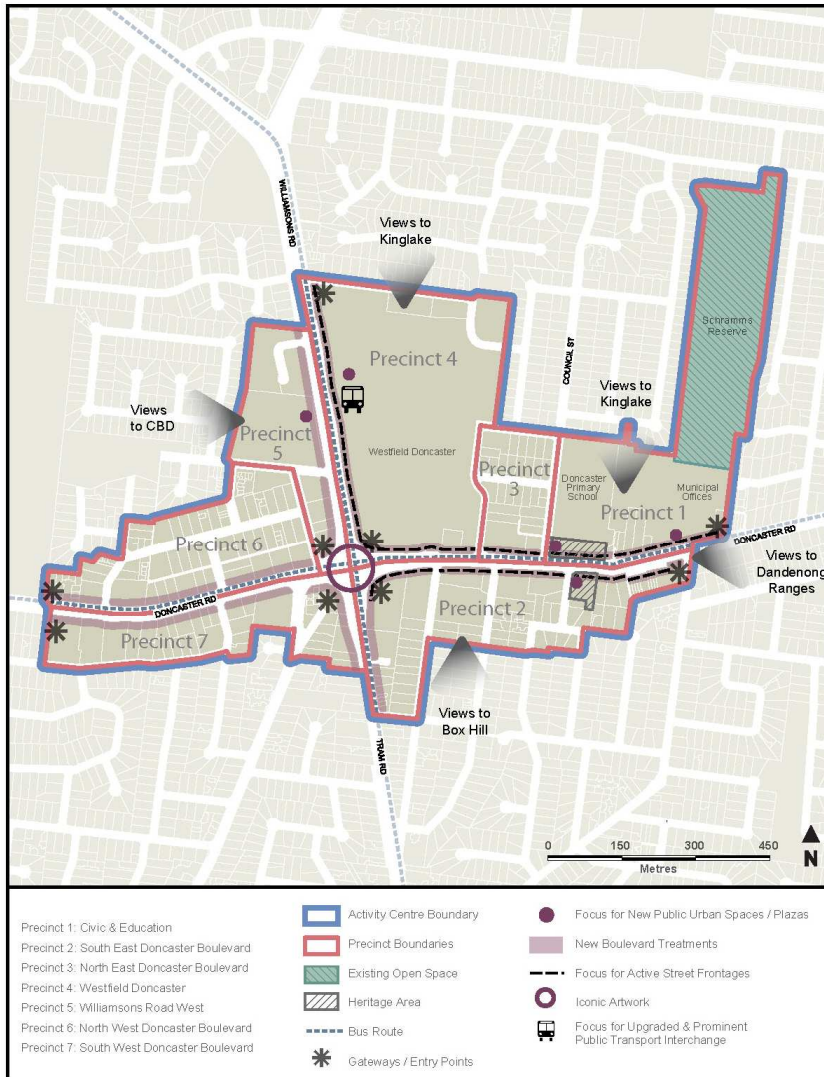 WILLIAMSONS RD
Views to
Kinglake
Schramms
Reserve
Precinct 4
COUNCIL ST
Views to
Kinglake
Views
to CBD
Precinct
5
Westfield Doncaster
Precinct
3
Doncaster
Primary
School
Municipal
Offices
Precinct 1
DONCASTER RD
Precinct 6
Views to
Dandenong
Ranges
DONCASTER RD
Precinct 2
Precinct 7
Views to
Box Hill
TRAM RD
0 150 300 450
Metres
N
Precinct 1: Civic & Education
Precinct 2: South East Doncaster Boulevard
Precinct 3: North East Doncaster Boulevard
Precinct 4: Westfield Doncaster
Precinct 5: Williamsons Road West
Precinct 6: North West Doncaster Boulevard
Precinct 7: South West Doncaster Boulevard
Activity Centre Boundary
Precinct Boundaries
Existing Open Space
Heritage Area
Bus Route
Gateways / Entry Points
Focus for New Public Urban Spaces / Plazas
New Boulevard Treatments
Focus for Active Street Frontages
Iconic Artwork
Focus for Upgraded & Prominent
Public Transport Interchange